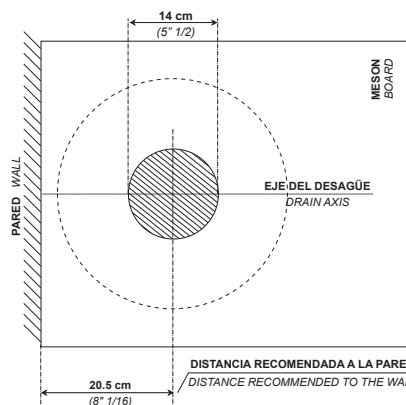 14 cm
(5" 1/2)
MESON
BOARD
PARED WALL
EJE DEL DESAGÜE
DRAIN AXIS
DISTANCIA RECOMENDADA A LA PARE
DISTANCE RECOMMENDED TO THE WA
20.5 cm
(8" 1/16)